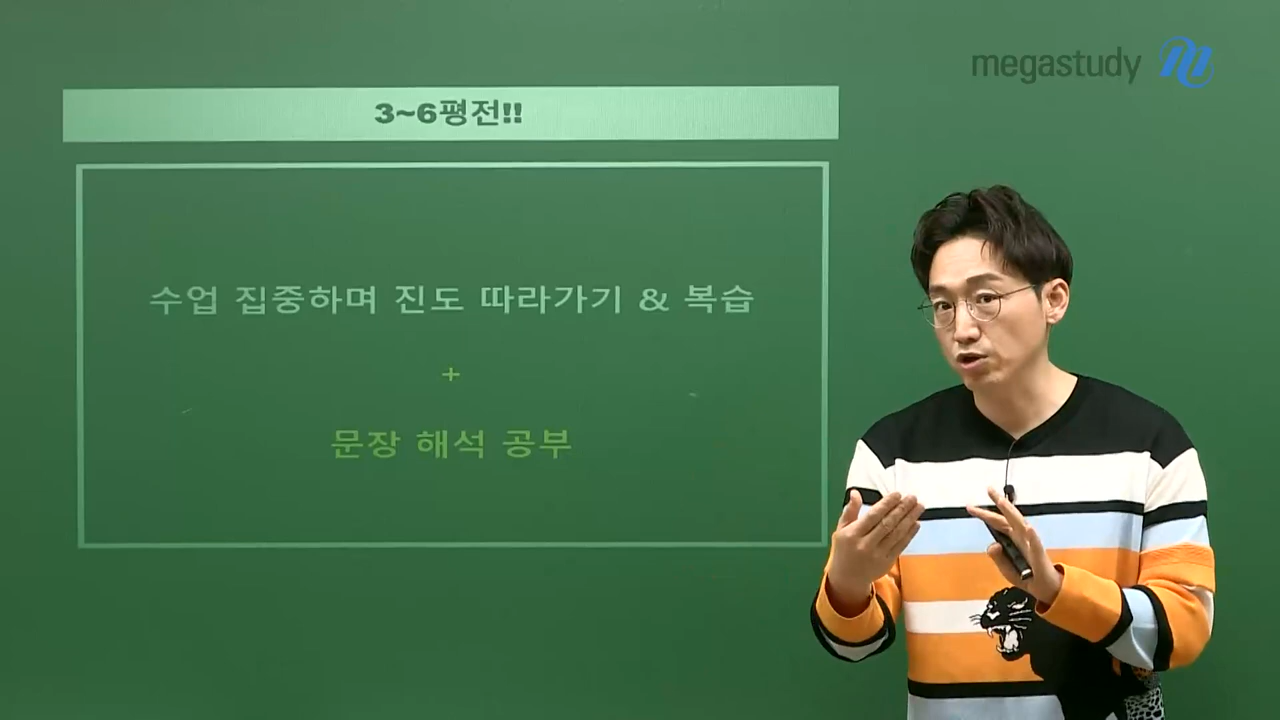 megastudy
3~6평전!!
수업 집중하며 진도 따라가기 & 복습
+
문장 해석 공부